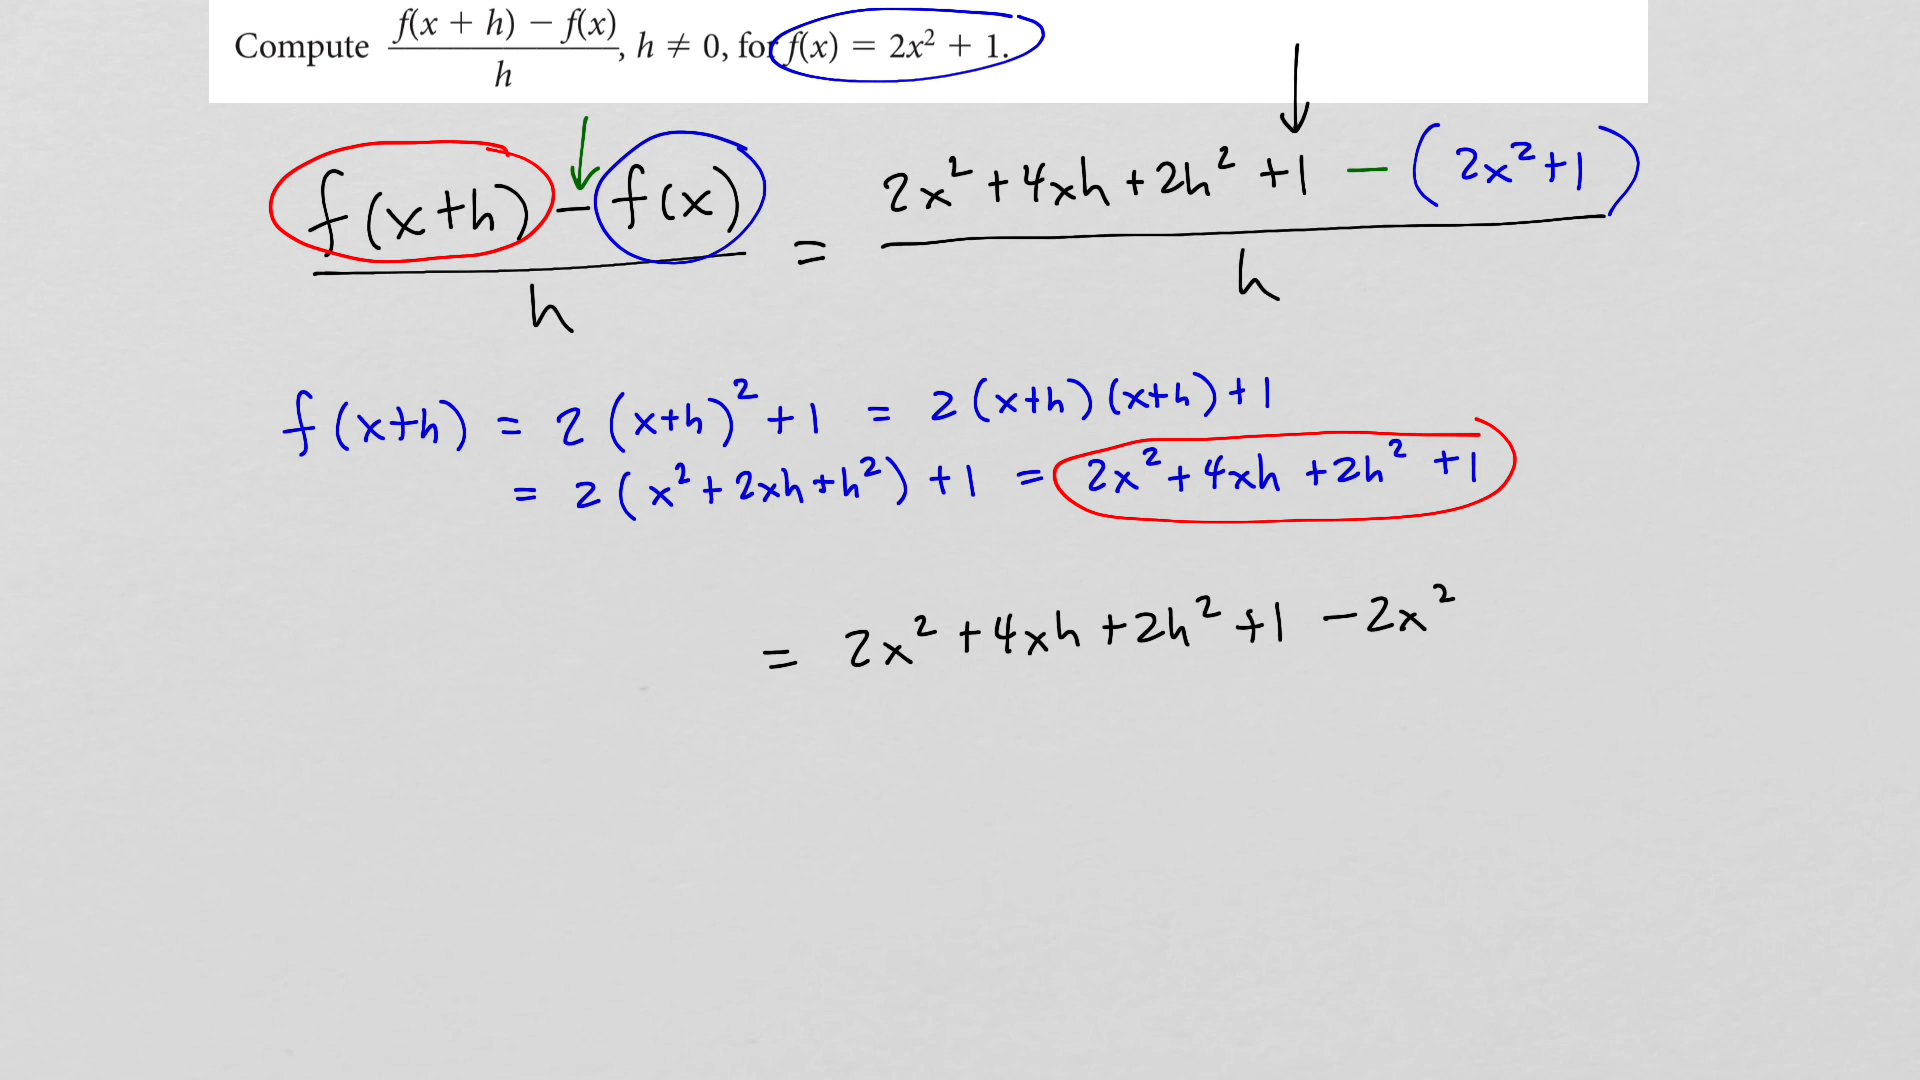 Compute f(x + h) − f(x) / h, h ≠ 0, for f(x) = 2x² + 1.
f(x+h) − f(x) / h = 2x² + 4xh + 2h² + 1 − (2x² + 1) / h
f(x+h) = 2(x+h)² + 1 = 2(x+h)(x+h) + 1
= 2(x² + 2xh + h²) + 1 = 2x² + 4xh + 2h² + 1
= 2x² + 4xh + 2h² + 1 − 2x²